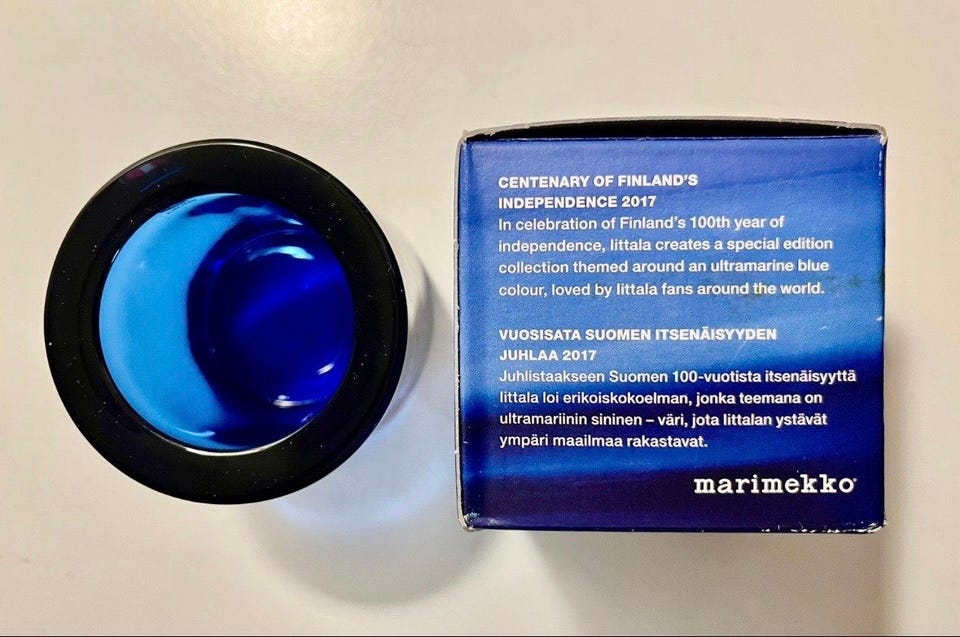 CENTENARY OF FINLAND'S
INDEPENDENCE 2017
In celebration of Finland's 100th year of
independence, Iittala creates a special edition
collection themed around an ultramarine blue
colour, loved by Iittala fans around the world.
VUOSISATA SUOMEN ITSENÄISYYDEN
JUHLAA 2017
Juhlistaakseen Suomen 100-vuotista itsenäisyyttä
Iittala loi erikoiskokoelman, jonka teemana on
ultramariinin sininen – väri, jota Iittalan ystävät
ympäri maailmaa rakastavat.
marimekko®